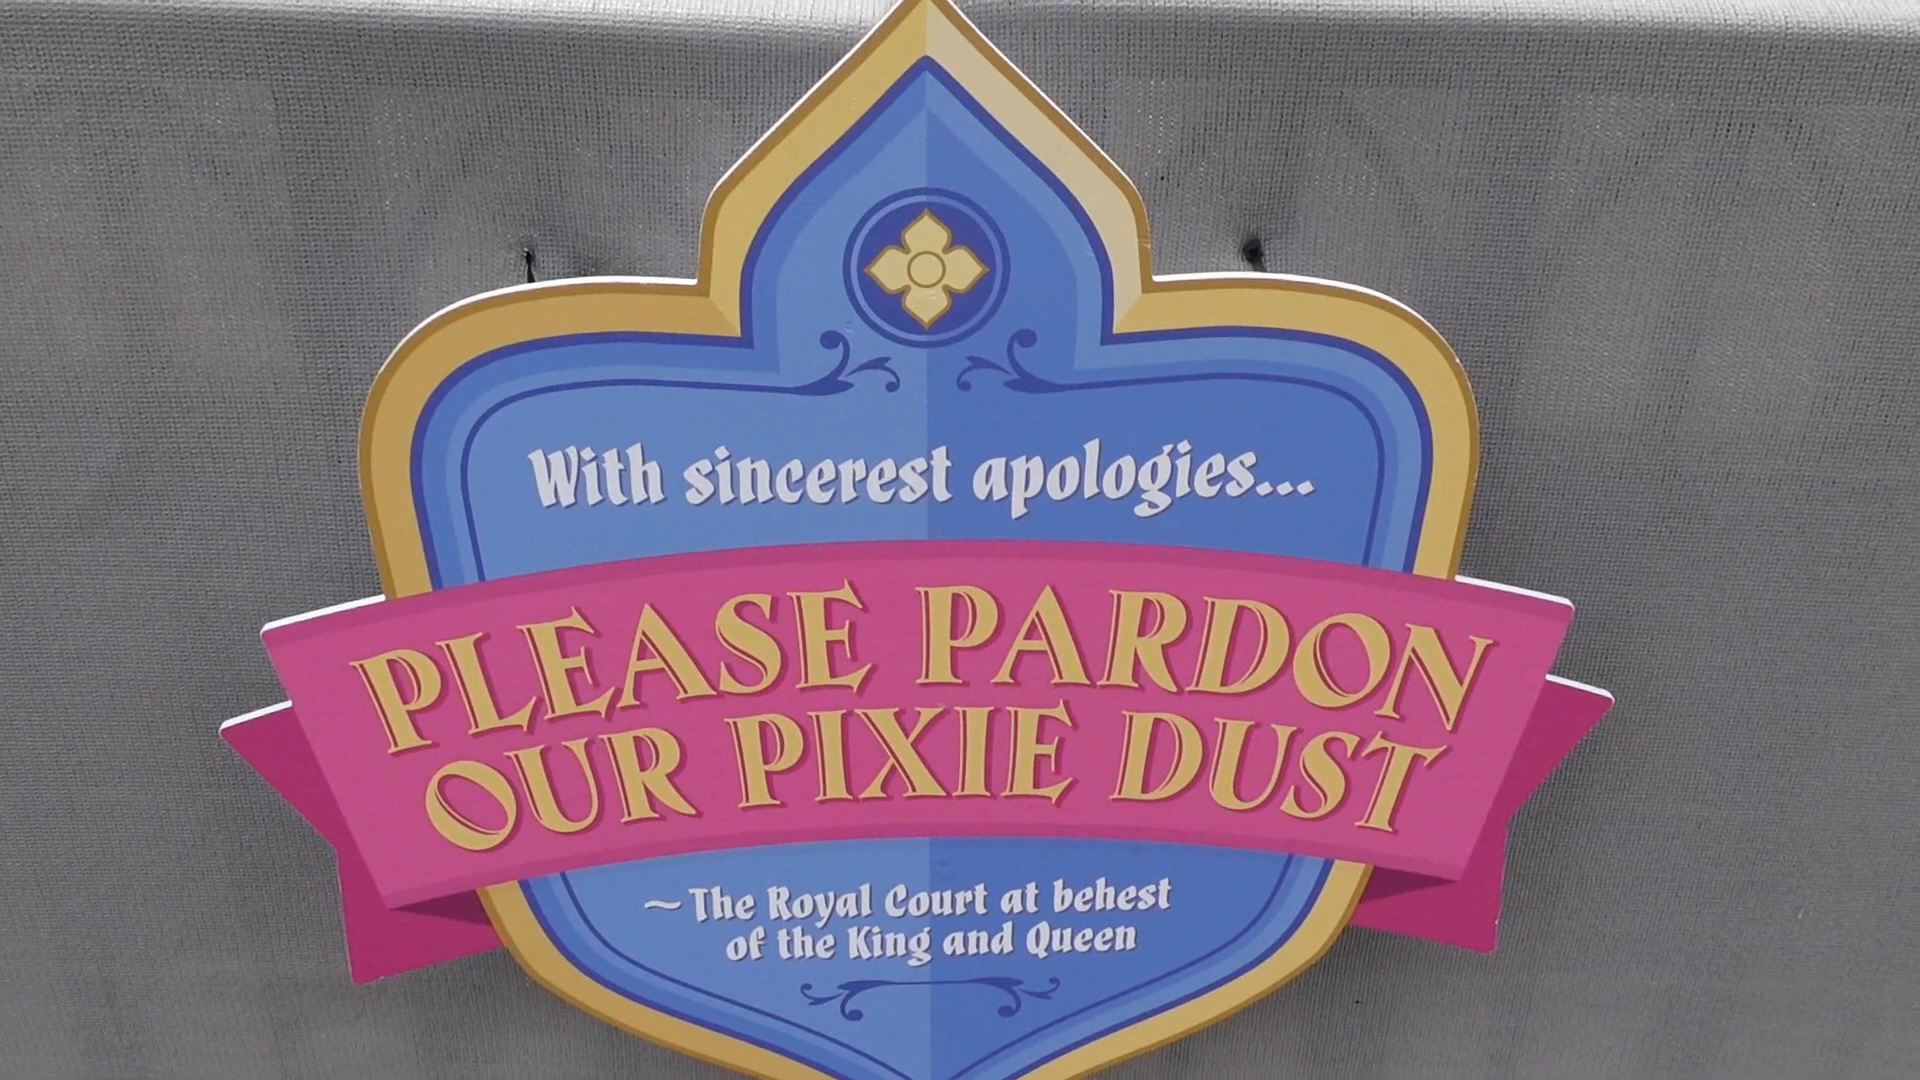 With sincerest apologies...
PLEASE PARDON
OUR PIXIE DUST
~ The Royal Court at behest
of the King and Queen